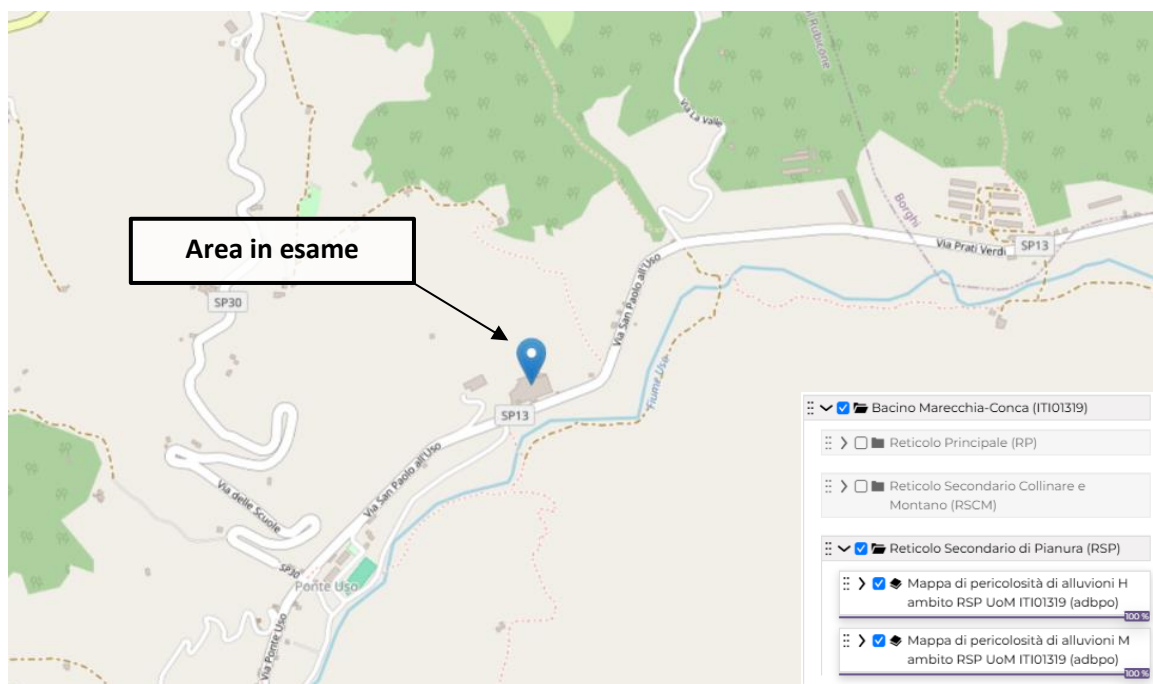 Rubicone
Via La Valle
Borghi
Area in esame
Via Prati Verdi
SP13
SP30
Via San Paolo all'Uso
Fiume Uso
SP13
Via San Paolo all'Uso
Via delle Scuole
SP30
Ponte Uso
Via Ponte Uso
Bacino Marecchia-Conca (ITI01319)
Reticolo Principale (RP)
Reticolo Secondario Collinare e
Montano (RSCM)
Reticolo Secondario di Pianura (RSP)
Mappa di pericolosità di alluvioni H
ambito RSP UoM ITI01319 (adbpo)
100 %
Mappa di pericolosità di alluvioni M
ambito RSP UoM ITI01319 (adbpo)
100 %